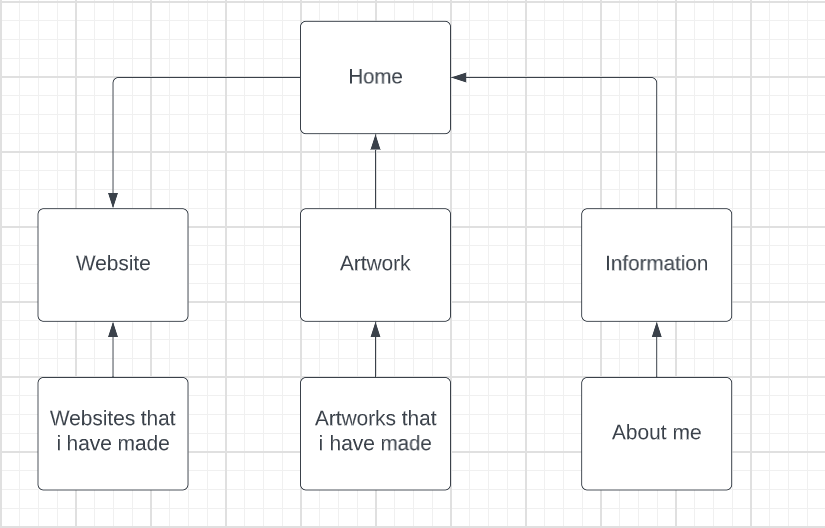 Home
Website
Artwork
Information
Websites that
i have made
Artworks that
i have made
About me